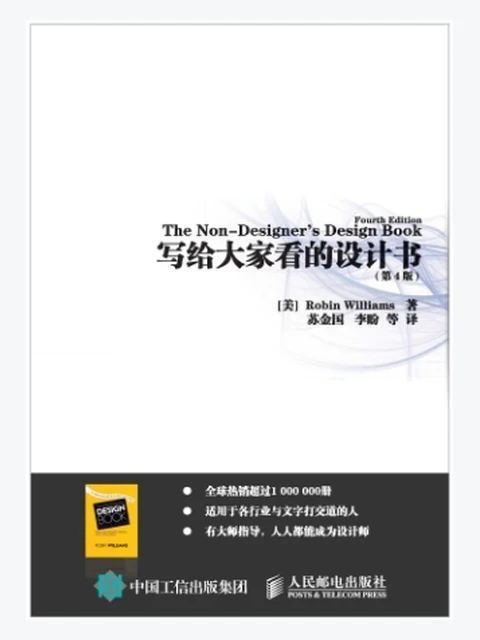 Fourth Edition
The Non-Designer's Design Book
写给大家看的设计书
（第4版）
［美］ Robin Williams 著
苏金国 李盼 等 译
● 全球热销超过1 000 000册
● 适用于各行业与文字打交道的人
● 有大师指导，人人都能成为设计师
DESIGN
BOOK
ROBIN WILLIAMS
中国工信出版集团
人民邮电出版社
POSTS & TELECOM PRESS